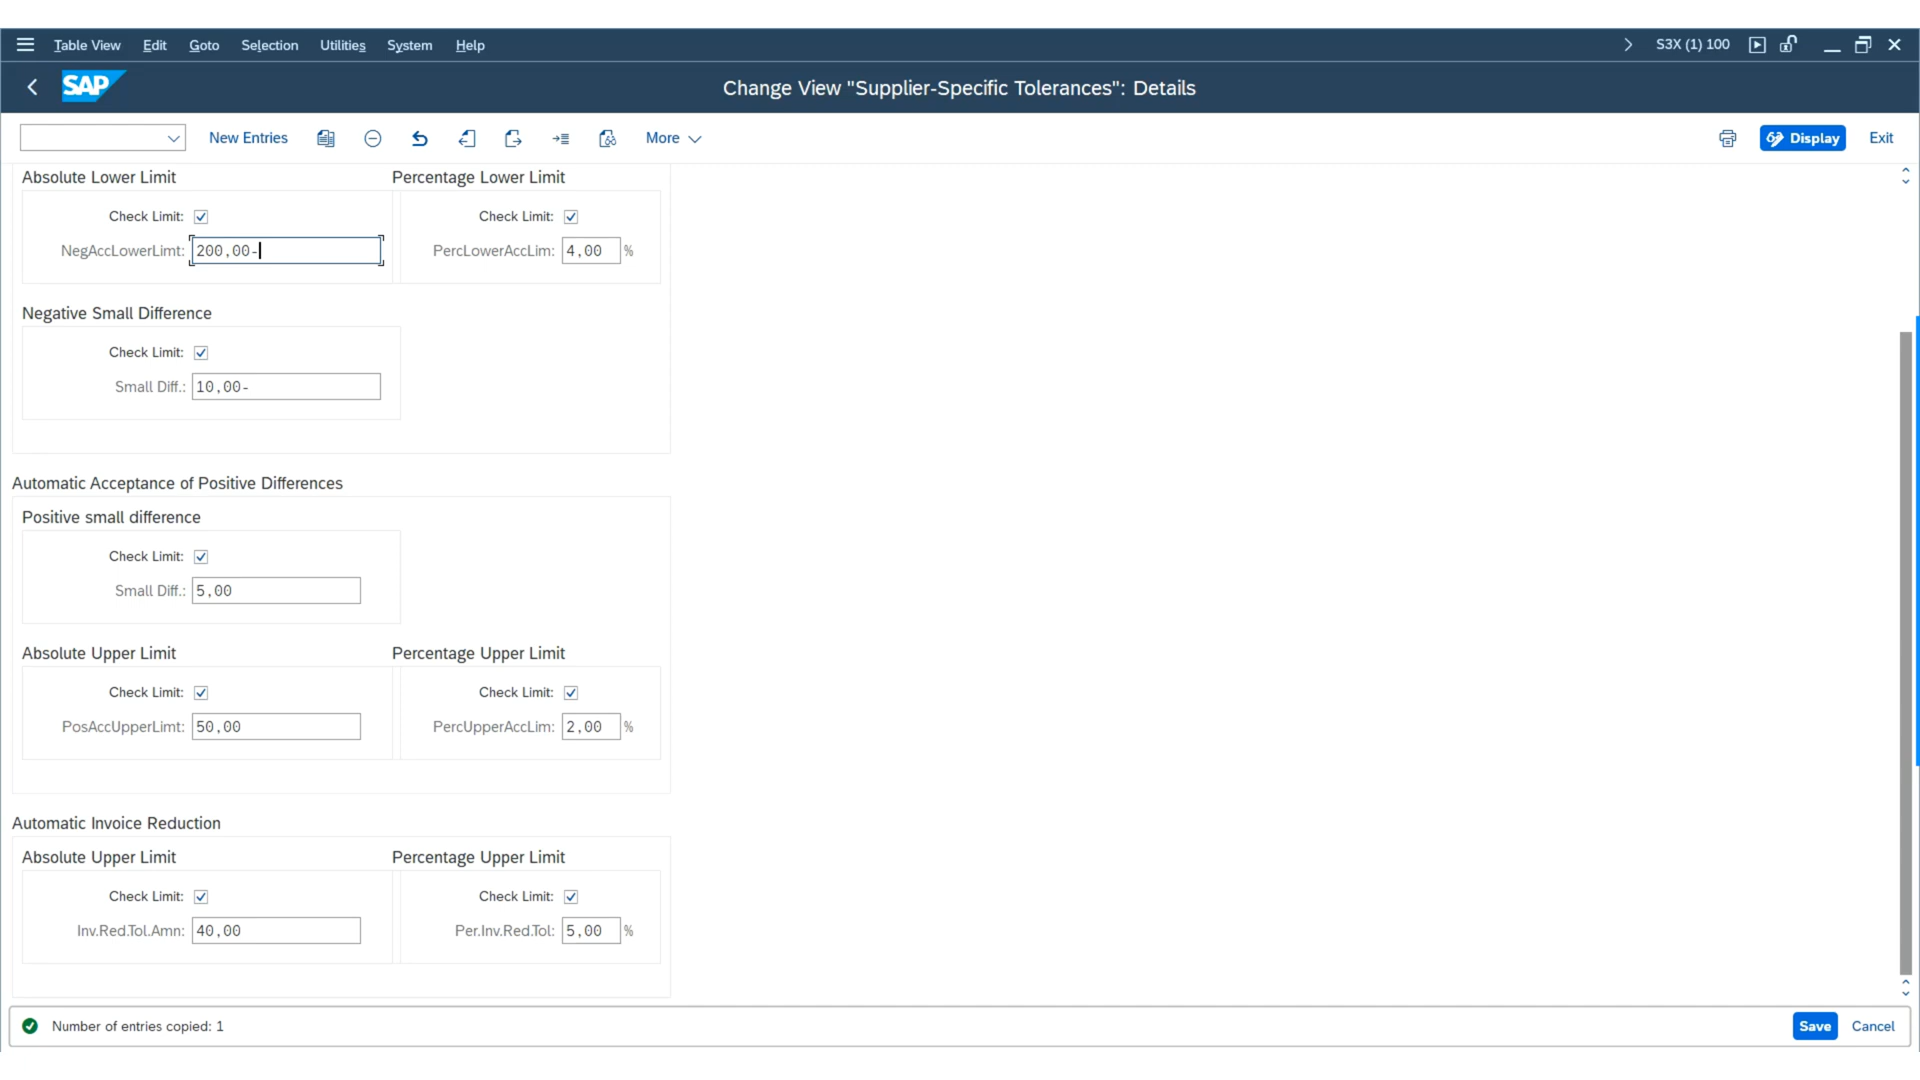 Table View Edit Goto Selection Utilities System Help S3X (1) 100
SAP Change View "Supplier-Specific Tolerances": Details
New Entries More Display Exit
Absolute Lower Limit Percentage Lower Limit
Check Limit: Check Limit:
NegAccLowerLimt: 200,00- PercLowerAccLim: 4,00 %
Negative Small Difference
Check Limit:
Small Diff.: 10,00-
Automatic Acceptance of Positive Differences
Positive small difference
Check Limit:
Small Diff.: 5,00
Absolute Upper Limit Percentage Upper Limit
Check Limit: Check Limit:
PosAccUpperLimt: 50,00 PercUpperAccLim: 2,00 %
Automatic Invoice Reduction
Absolute Upper Limit Percentage Upper Limit
Check Limit: Check Limit:
Inv.Red.Tol.Amn: 40,00 Per.Inv.Red.Tol: 5,00 %
Number of entries copied: 1 Save Cancel